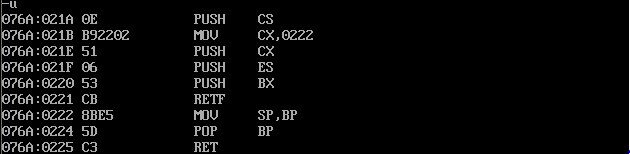 -u
076A:021A 0E PUSH CS
076A:021B B92202 MOV CX,0222
076A:021E 51 PUSH CX
076A:021F 06 PUSH ES
076A:0220 53 PUSH BX
076A:0221 CB RETF
076A:0222 8BE5 MOV SP,BP
076A:0224 5D POP BP
076A:0225 C3 RET